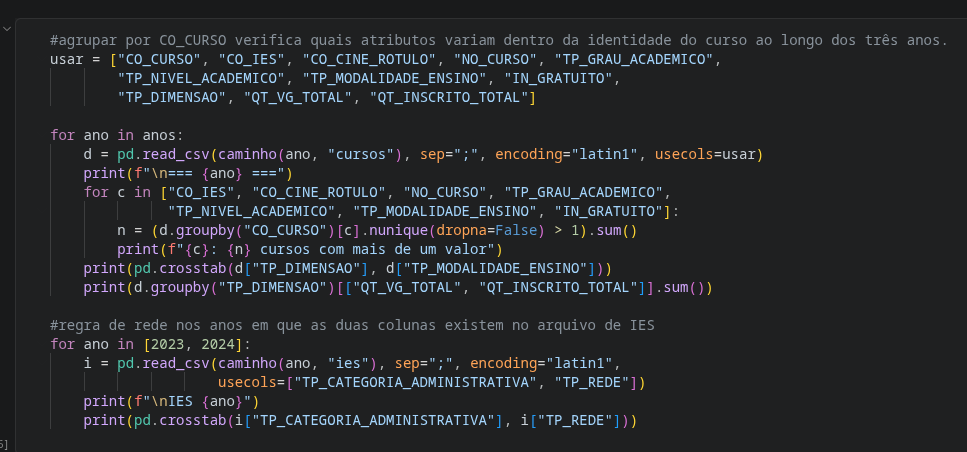 #agrupar por CO_CURSO verifica quais atributos variam dentro da identidade do curso ao longo dos três anos.
usar = ["CO_CURSO", "CO_IES", "CO_CINE_ROTULO", "NO_CURSO", "TP_GRAU_ACADEMICO",
"TP_NIVEL_ACADEMICO", "TP_MODALIDADE_ENSINO", "IN_GRATUITO",
"TP_DIMENSAO", "QT_VG_TOTAL", "QT_INSCRITO_TOTAL"]
for ano in anos:
d = pd.read_csv(caminho(ano, "cursos"), sep=";", encoding="latin1", usecols=usar)
print(f"\n=== {ano} ===")
for c in ["CO_IES", "CO_CINE_ROTULO", "NO_CURSO", "TP_GRAU_ACADEMICO",
"TP_NIVEL_ACADEMICO", "TP_MODALIDADE_ENSINO", "IN_GRATUITO"]:
n = (d.groupby("CO_CURSO")[c].nunique(dropna=False) > 1).sum()
print(f"{c}: {n} cursos com mais de um valor")
print(pd.crosstab(d["TP_DIMENSAO"], d["TP_MODALIDADE_ENSINO"]))
print(d.groupby("TP_DIMENSAO")[["QT_VG_TOTAL", "QT_INSCRITO_TOTAL"]].sum())
#regra de rede nos anos em que as duas colunas existem no arquivo de IES
for ano in [2023, 2024]:
i = pd.read_csv(caminho(ano, "ies"), sep=";", encoding="latin1",
usecols=["TP_CATEGORIA_ADMINISTRATIVA", "TP_REDE"])
print(f"\nIES {ano}")
print(pd.crosstab(i["TP_CATEGORIA_ADMINISTRATIVA"], i["TP_REDE"]))